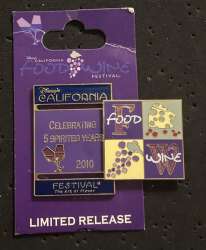 Disney's
CALIFORNIA
FOOD & WINE
FESTIVAL
Disney's
CALIFORNIA
CELEBRATING
5 SPIRITED YEARS
2010
FESTIVAL
The Art of Flavor
F
FOOD
W
WINE
LIMITED RELEASE